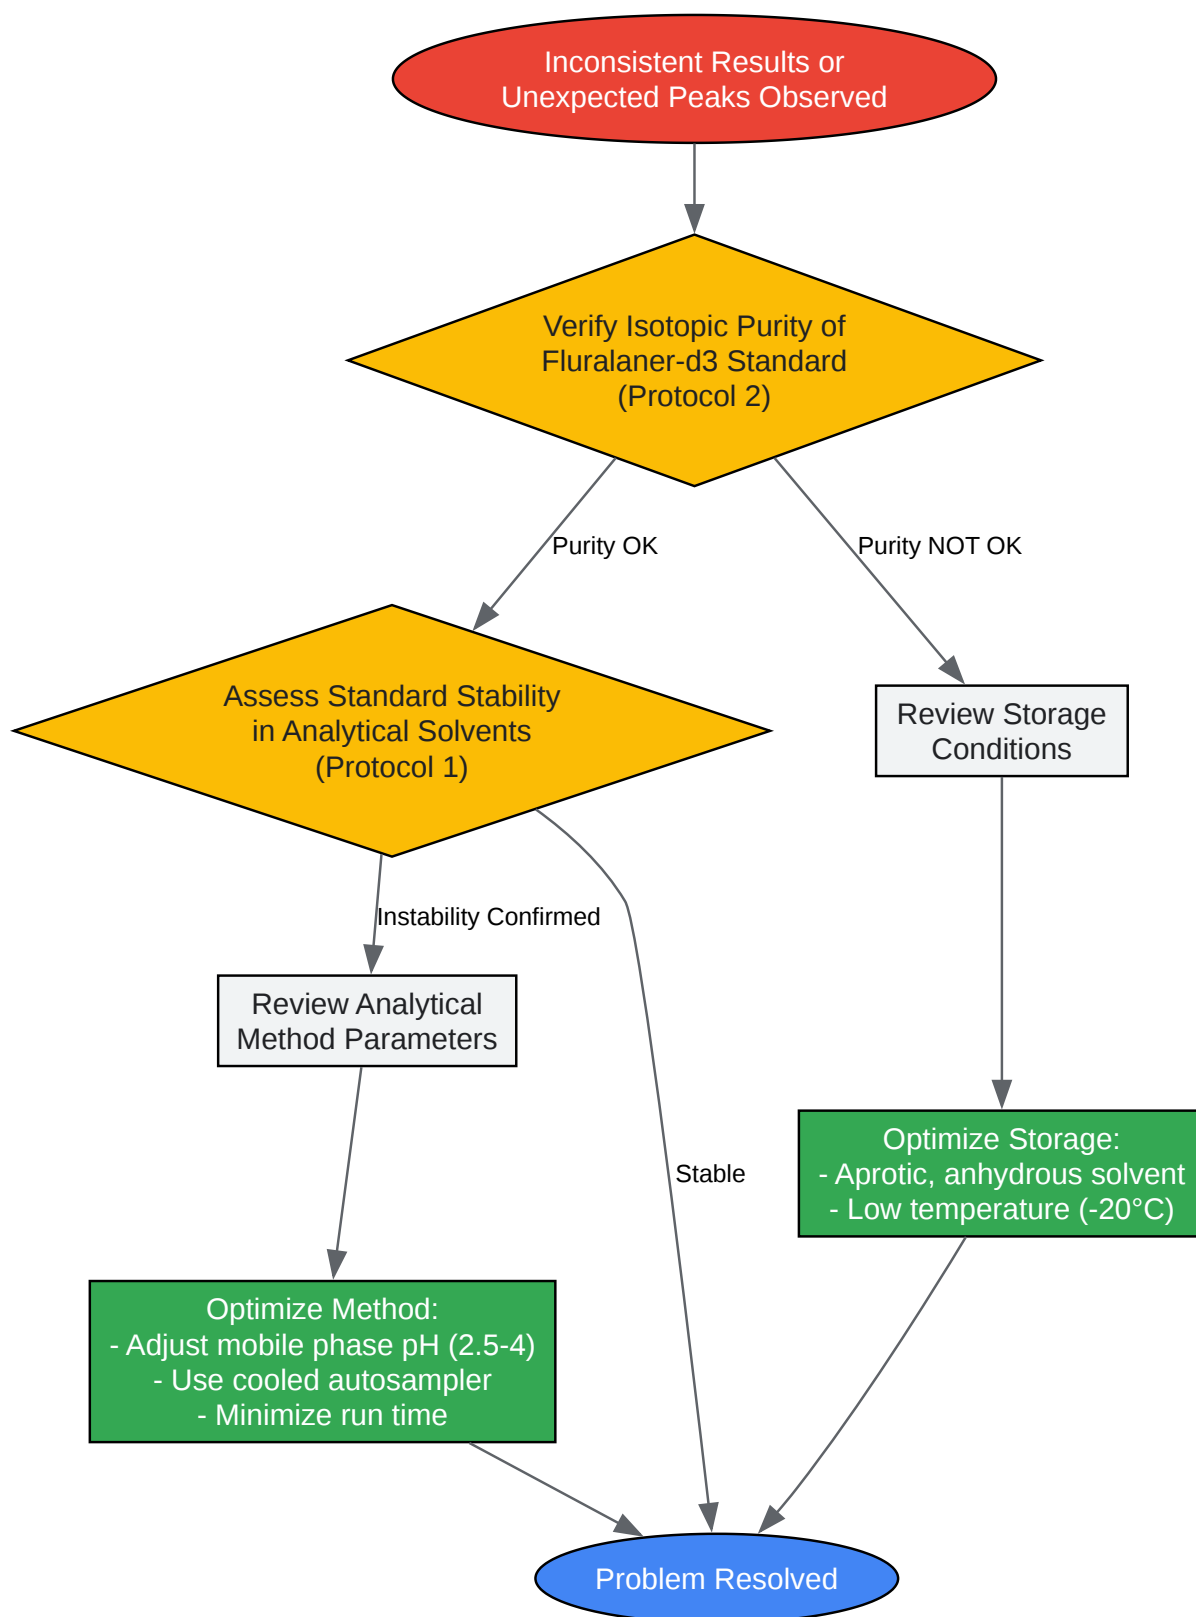 Inconsistent Results or
Unexpected Peaks Observed
Verify Isotopic Purity of
Fluralaner-d3 Standard
(Protocol 2)
Purity OK
Purity NOT OK
Assess Standard Stability
in Analytical Solvents
(Protocol 1)
Review Storage
Conditions
Instability Confirmed
Review Analytical
Method Parameters
Stable
Optimize Storage:
- Aprotic, anhydrous solvent
- Low temperature (-20°C)
Optimize Method:
- Adjust mobile phase pH (2.5-4)
- Use cooled autosampler
- Minimize run time
Problem Resolved